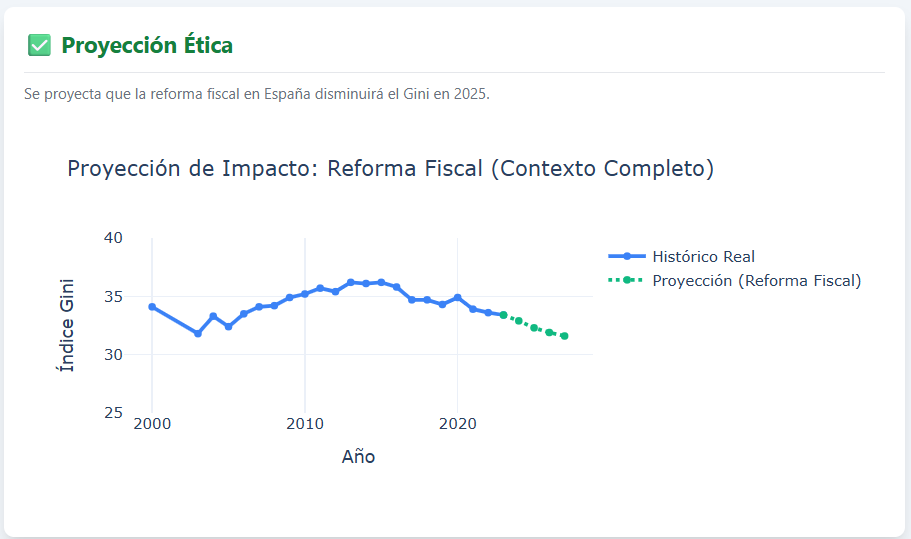 ✅ Proyección Ética
Se proyecta que la reforma fiscal en España disminuirá el Gini en 2025.
Proyección de Impacto: Reforma Fiscal (Contexto Completo)
40
35
30
25
Índice Gini
2000
2010
2020
Año
Histórico Real
Proyección (Reforma Fiscal)